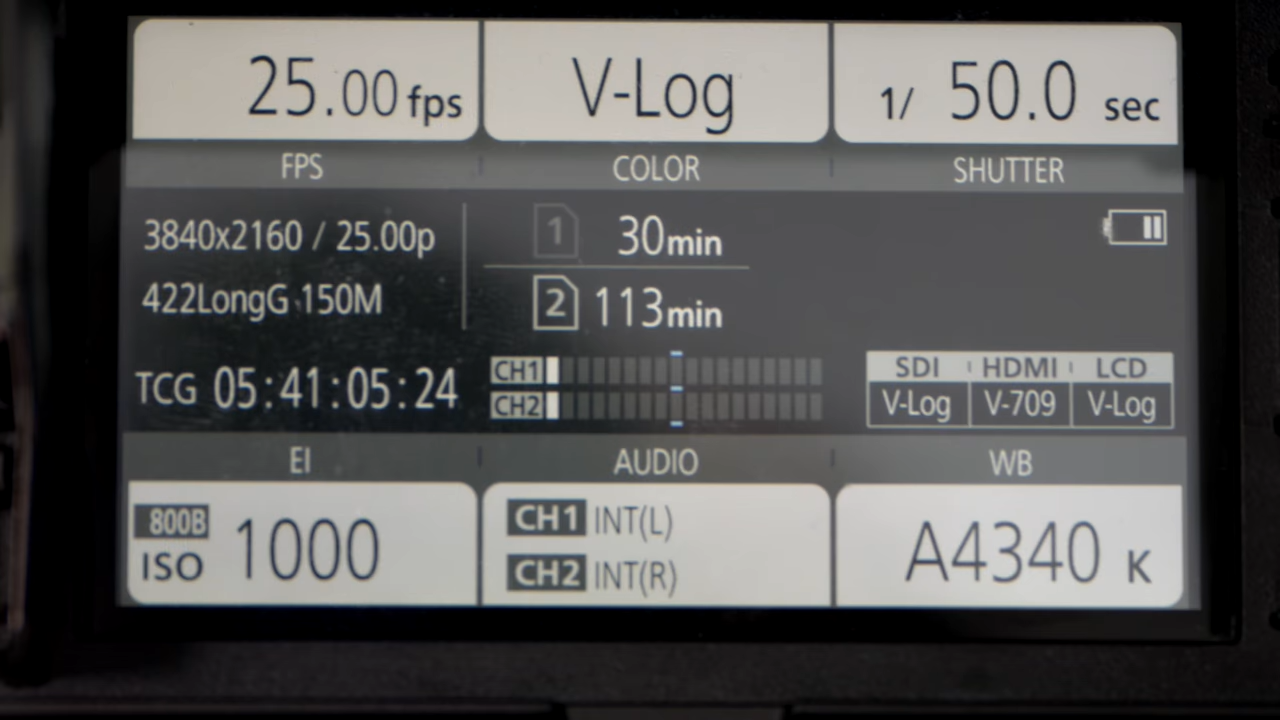 25.00 fps V-Log 1/ 50.0 sec
FPS COLOR SHUTTER
3840x2160 / 25.00p 1 30min
422LongG 150M 2 113min
TCG 05:41:05:24 CH1 SDI HDMI LCD
CH2 V-Log V-709 V-Log
EI AUDIO WB
800B CH1 INT(L)
ISO 1000 CH2 INT(R) A4340 K